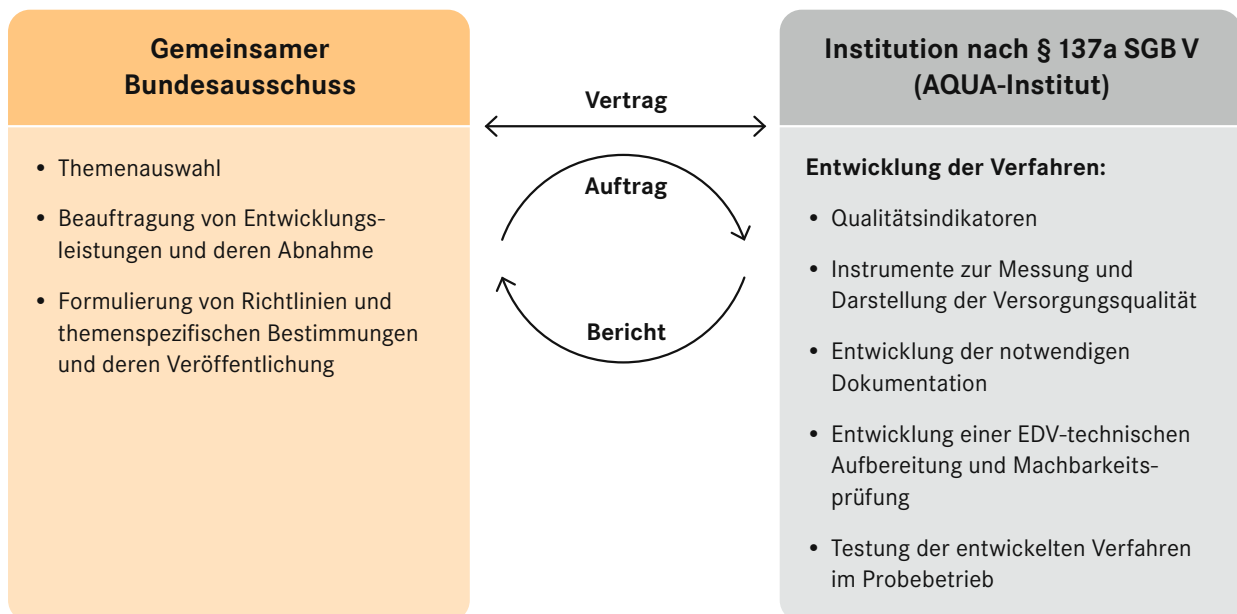 Gemeinsamer
Bundesausschuss
• Themenauswahl
• Beauftragung von Entwicklungs-
leistungen und deren Abnahme
• Formulierung von Richtlinien und
themenspezifischen Bestimmungen
und deren Veröffentlichung
Vertrag
Auftrag
Bericht
Institution nach § 137a SGB V
(AQUA-Institut)
Entwicklung der Verfahren:
• Qualitätsindikatoren
• Instrumente zur Messung und
Darstellung der Versorgungsqualität
• Entwicklung der notwendigen
Dokumentation
• Entwicklung einer EDV-technischen
Aufbereitung und Machbarkeits-
prüfung
• Testung der entwickelten Verfahren
im Probebetrieb